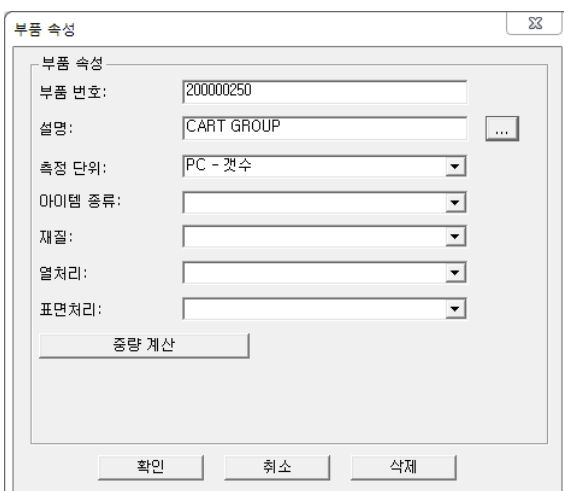 부품 속성
부품 속성
부품 번호: 200000250
설명: CART GROUP ...
측정 단위: PC - 갯수
아이템 종류:
재질:
열처리:
표면처리:
중량 계산
확인 취소 삭제